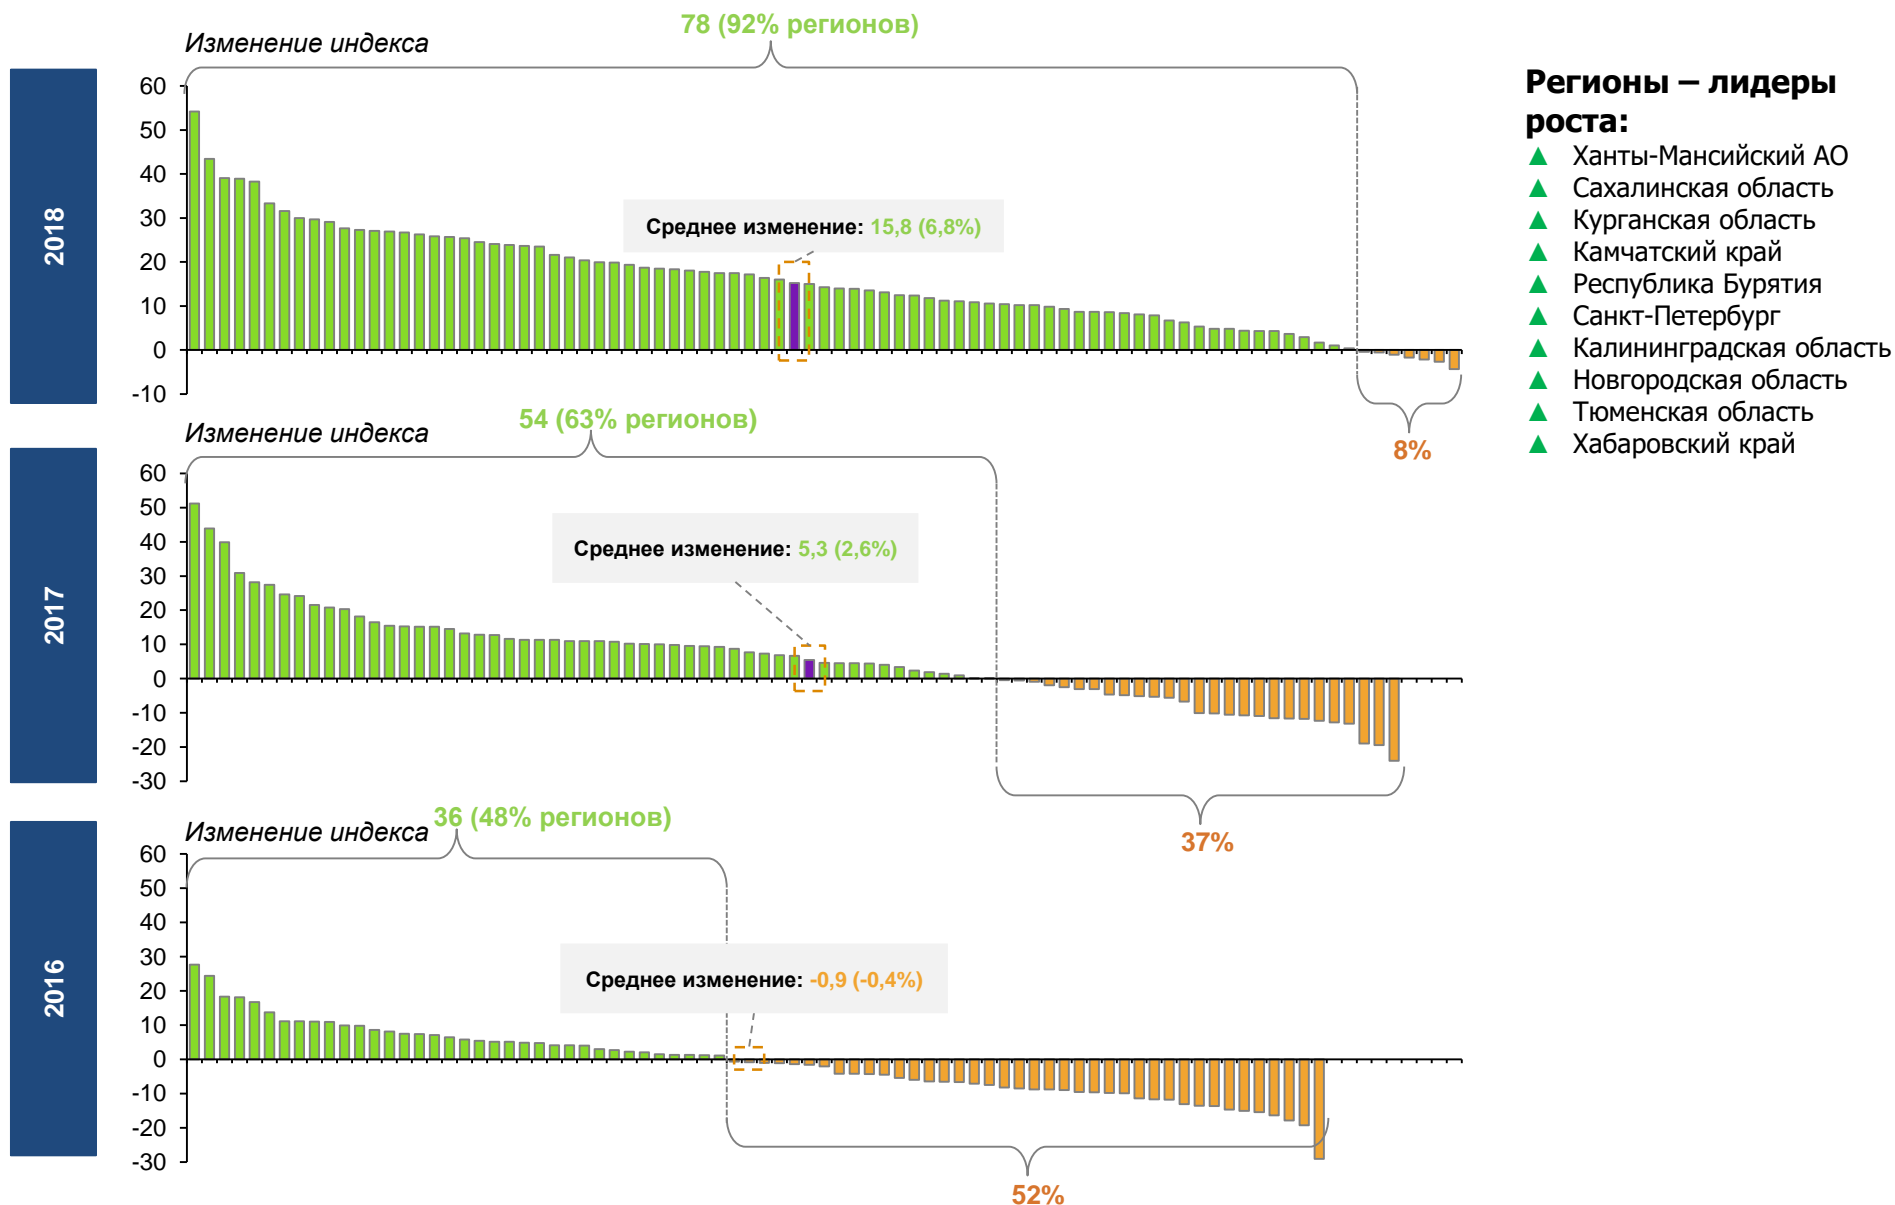 78 (92% регионов)
Изменение индекса
2018
60
50
40
30
20
10
0
-10
Среднее изменение: 15,8 (6,8%)
8%
Регионы – лидеры
роста:
▲ Ханты-Мансийский АО
▲ Сахалинская область
▲ Курганская область
▲ Камчатский край
▲ Республика Бурятия
▲ Санкт-Петербург
▲ Калининградская область
▲ Новгородская область
▲ Тюменская область
▲ Хабаровский край
54 (63% регионов)
Изменение индекса
2017
60
50
40
30
20
10
0
-10
-20
-30
Среднее изменение: 5,3 (2,6%)
37%
36 (48% регионов)
Изменение индекса
2016
60
50
40
30
20
10
0
-10
-20
-30
Среднее изменение: -0,9 (-0,4%)
52%